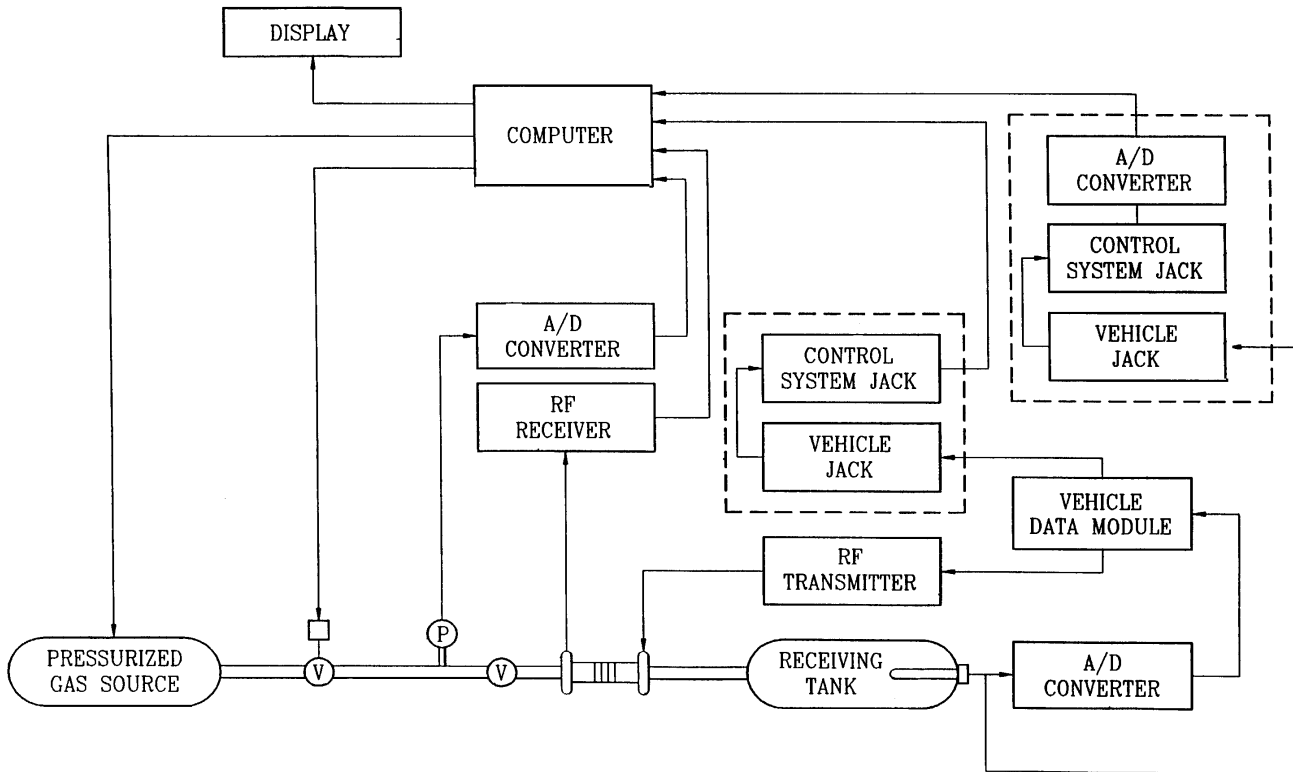 DISPLAY
COMPUTER
A/D
CONVERTER
CONTROL
SYSTEM JACK
VEHICLE
JACK
A/D
CONVERTER
RF
RECEIVER
CONTROL
SYSTEM JACK
VEHICLE
JACK
VEHICLE
DATA MODULE
RF
TRANSMITTER
P
PRESSURIZED
GAS SOURCE
V
V
RECEIVING
TANK
A/D
CONVERTER